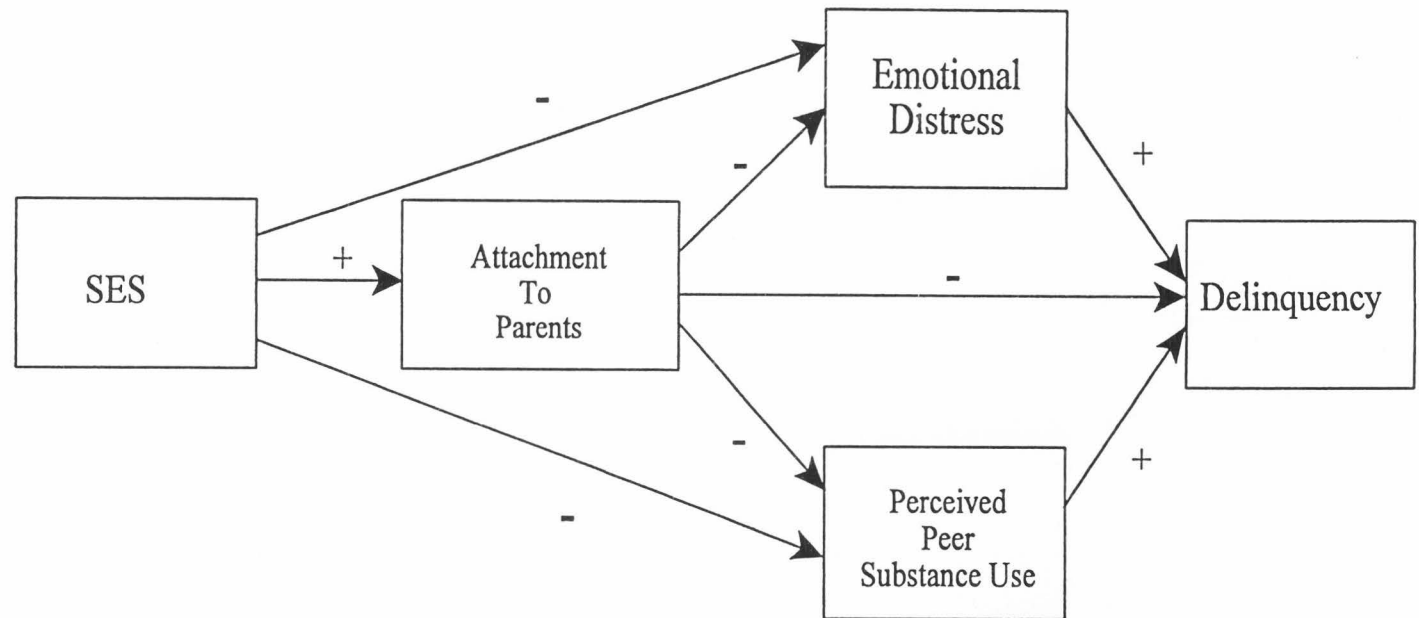 Emotional
Distress
-
-
+
SES
+
Attachment
To
Parents
-
Delinquency
-
-
+
Perceived
Peer
Substance Use